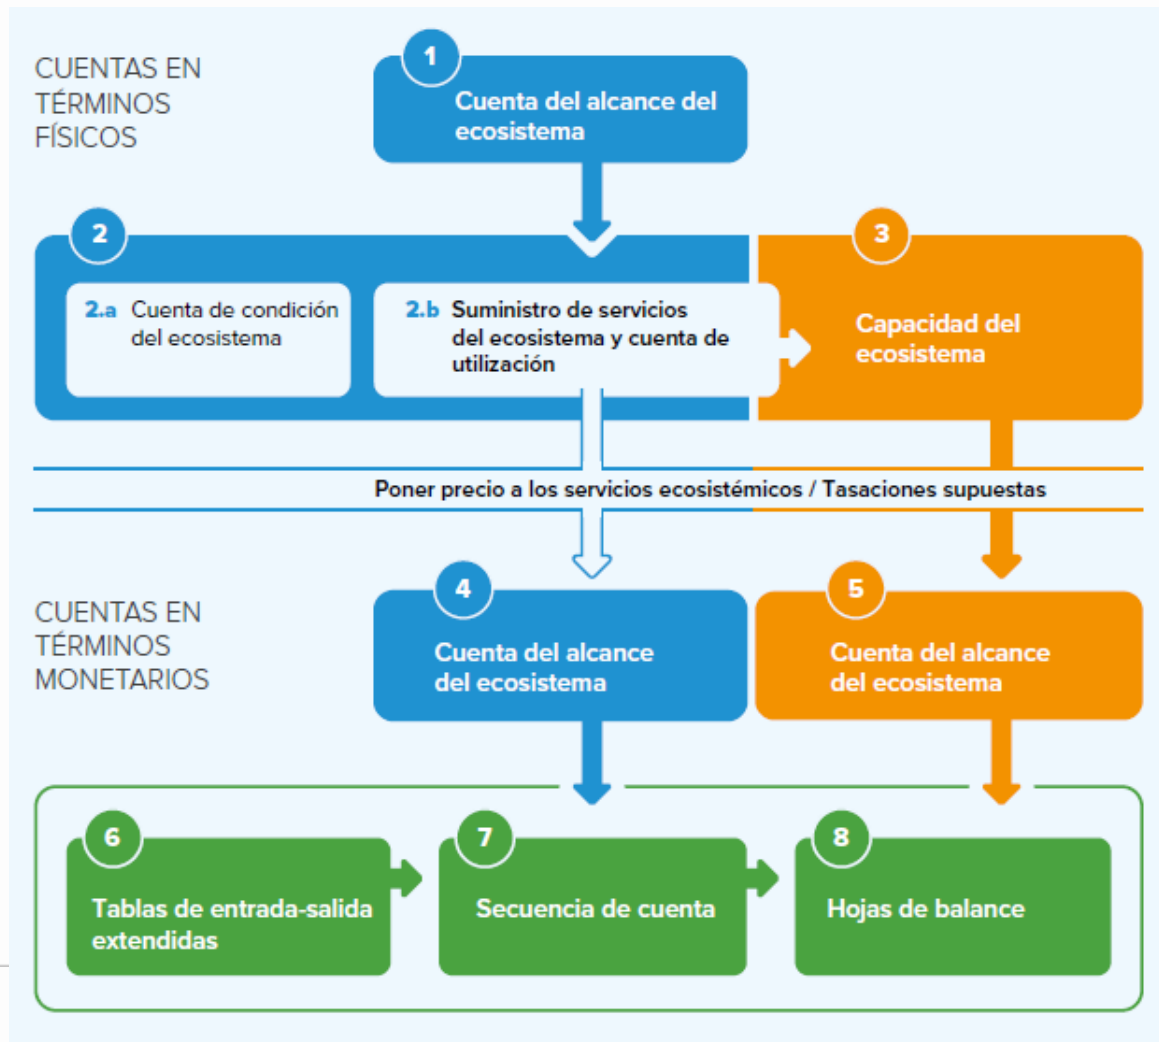 CUENTAS EN
TÉRMINOS
FÍSICOS
1
Cuenta del alcance del
ecosistema
2
2.a Cuenta de condición
del ecosistema
2.b Suministro de servicios
del ecosistema y cuenta de
utilización
3
Capacidad del
ecosistema
Poner precio a los servicios ecosistémicos / Tasaciones supuestas
CUENTAS EN
TÉRMINOS
MONETARIOS
4
Cuenta del alcance
del ecosistema
5
Cuenta del alcance
del ecosistema
6
Tablas de entrada-salida
extendidas
7
Secuencia de cuenta
8
Hojas de balance